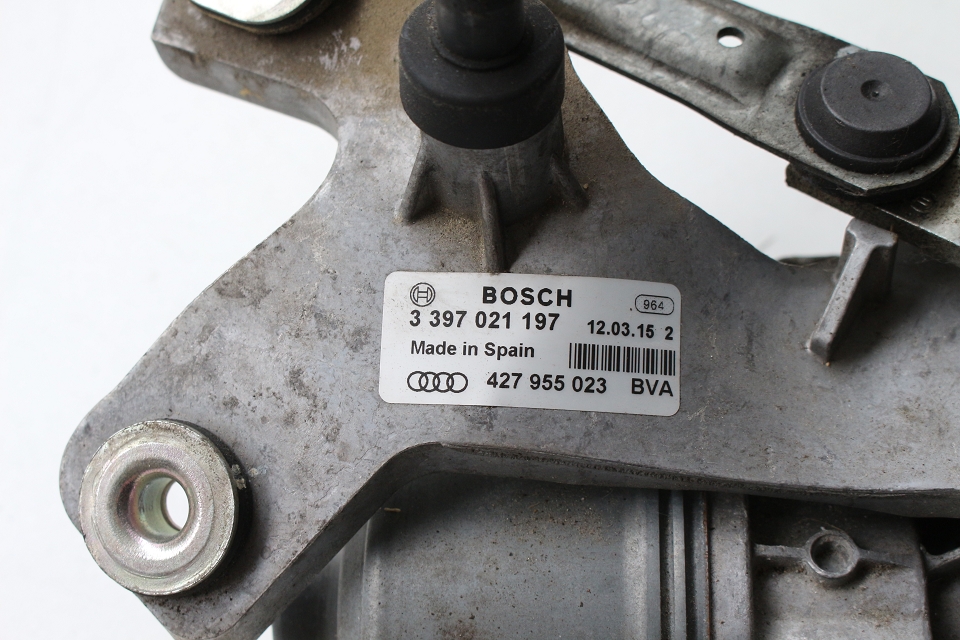 BOSCH 964
3 397 021 197 12.03.15 2
Made in Spain
427 955 023 BVA